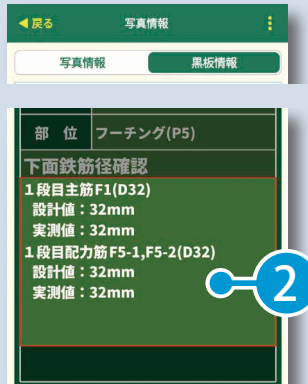 ◀戻る 写真情報
写真情報 黒板情報
部 位 フーチング(P5)
下面鉄筋径確認
1段目主筋F1(D32)
設計値：32mm
実測値：32mm
1段目配力筋F5-1,F5-2(D32)
設計値：32mm
実測値：32mm
2